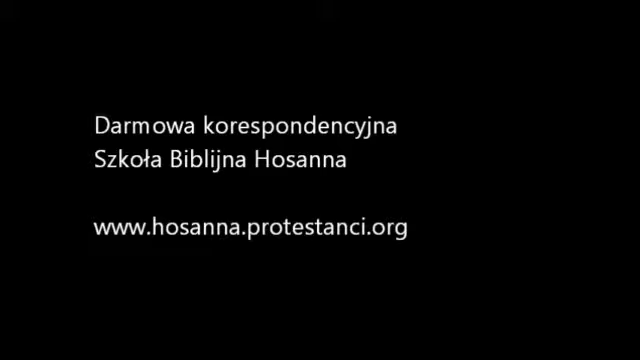 Darmowa korespondencyjna
Szkoła Biblijna Hosanna
www.hosanna.protestanci.org